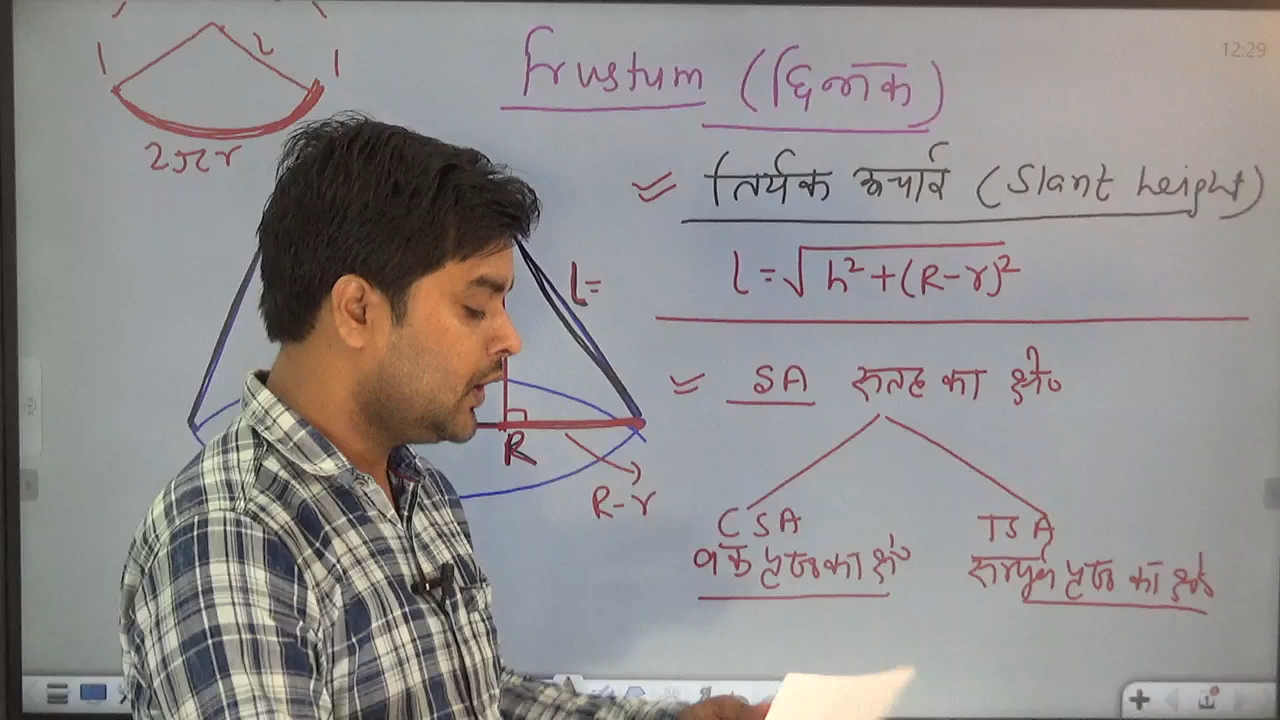 12:29
l
2πr
frustum (छिन्नक)
तिर्यक ऊचाई (Slant height)
l=
l=√h²+(R-r)²
SA सतह का क्षे०
R
R-r
CSA
वक्र पृष्ठ का क्षे०
TSA
सम्पूर्ण पृष्ठ का क्षे०